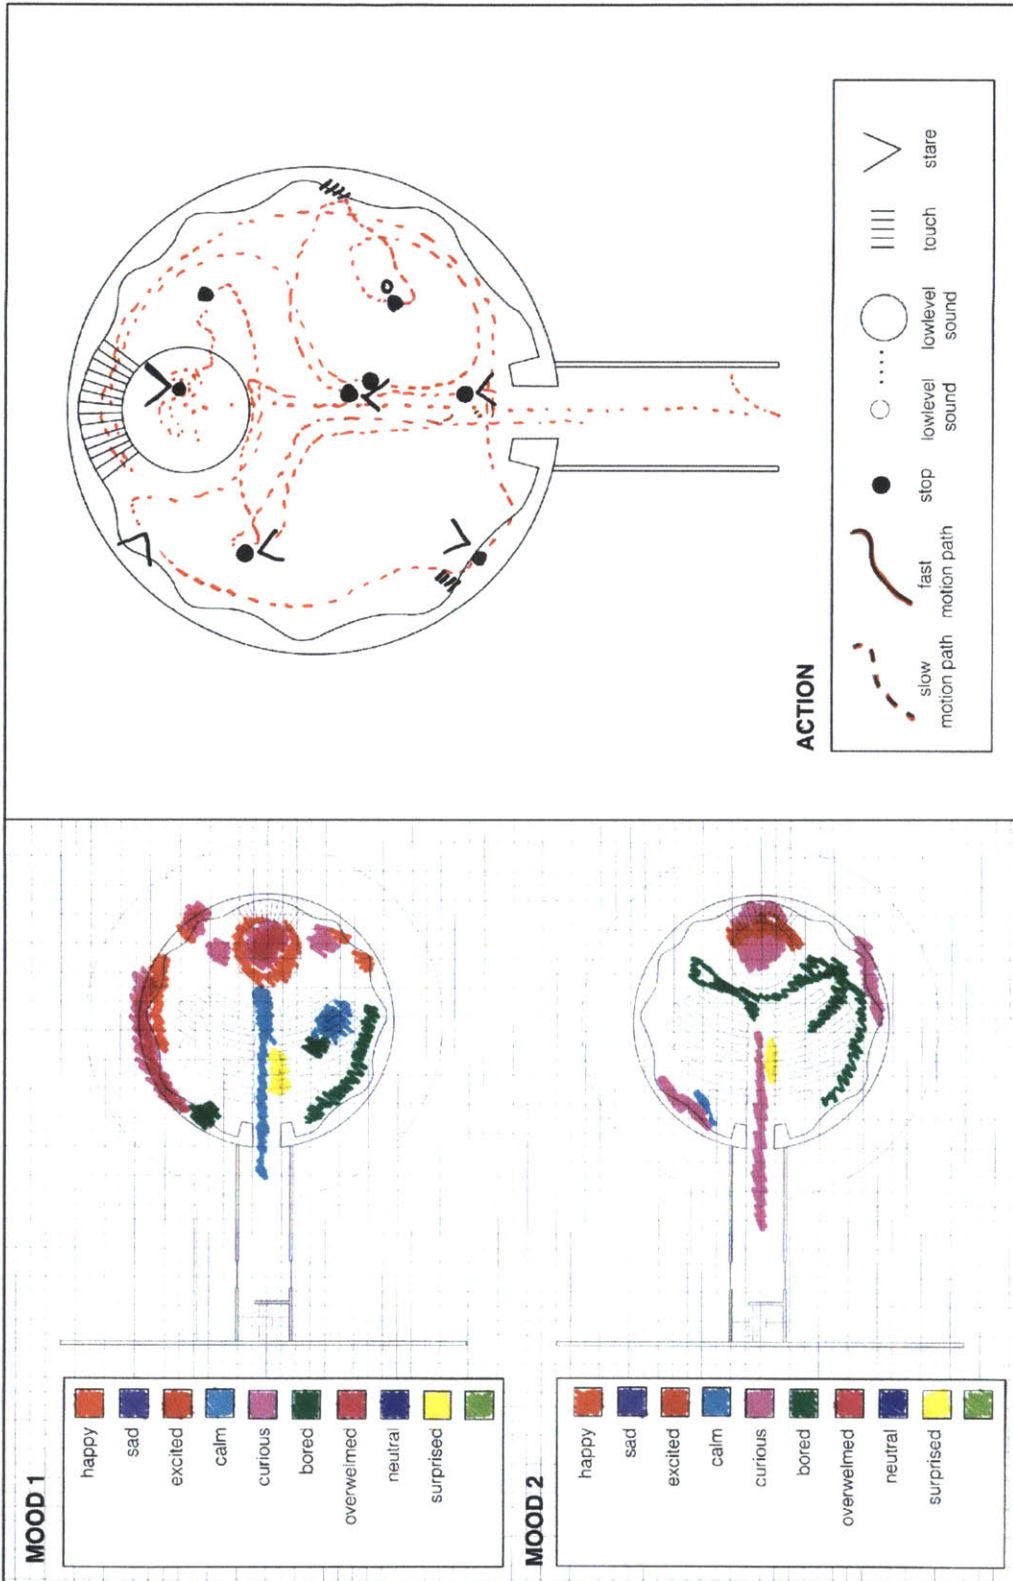 MOOD 1
happy
sad
excited
calm
curious
bored
overwelmed
neutral
surprised
MOOD 2
happy
sad
excited
calm
curious
bored
overwelmed
neutral
surprised
ACTION
slow
motion path
fast
motion path
stop
lowlevel
sound
lowlevel
sound
touch
stare